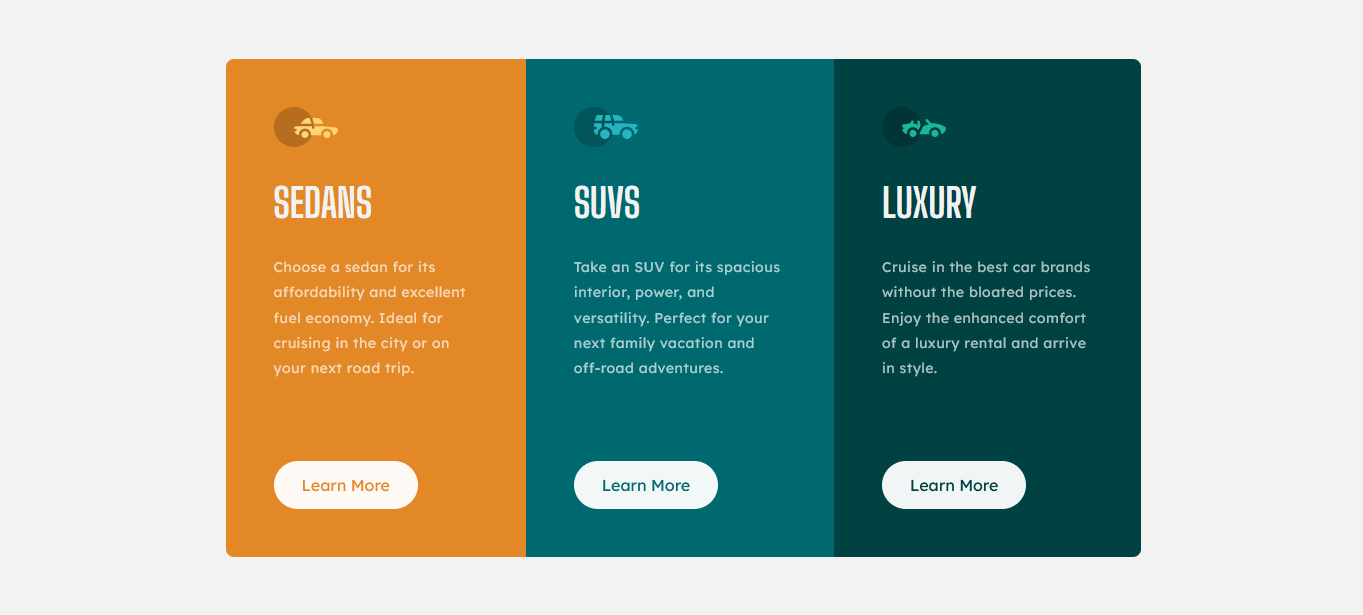 SEDANS
Choose a sedan for its
affordability and excellent
fuel economy. Ideal for
cruising in the city or on
your next road trip.
Learn More
SUVS
Take an SUV for its spacious
interior, power, and
versatility. Perfect for your
next family vacation and
off-road adventures.
Learn More
LUXURY
Cruise in the best car brands
without the bloated prices.
Enjoy the enhanced comfort
of a luxury rental and arrive
in style.
Learn More